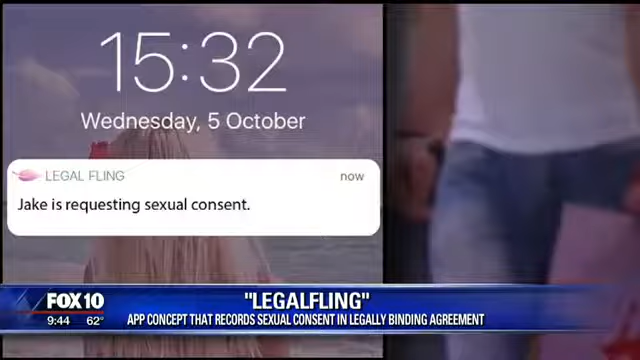 15:32
Wednesday, 5 October
LEGAL FLING
now
Jake is requesting sexual consent.
FOX 10
"LEGALFLING"
9:44 62°
APP CONCEPT THAT RECORDS SEXUAL CONSENT IN LEGALLY BINDING AGREEMENT